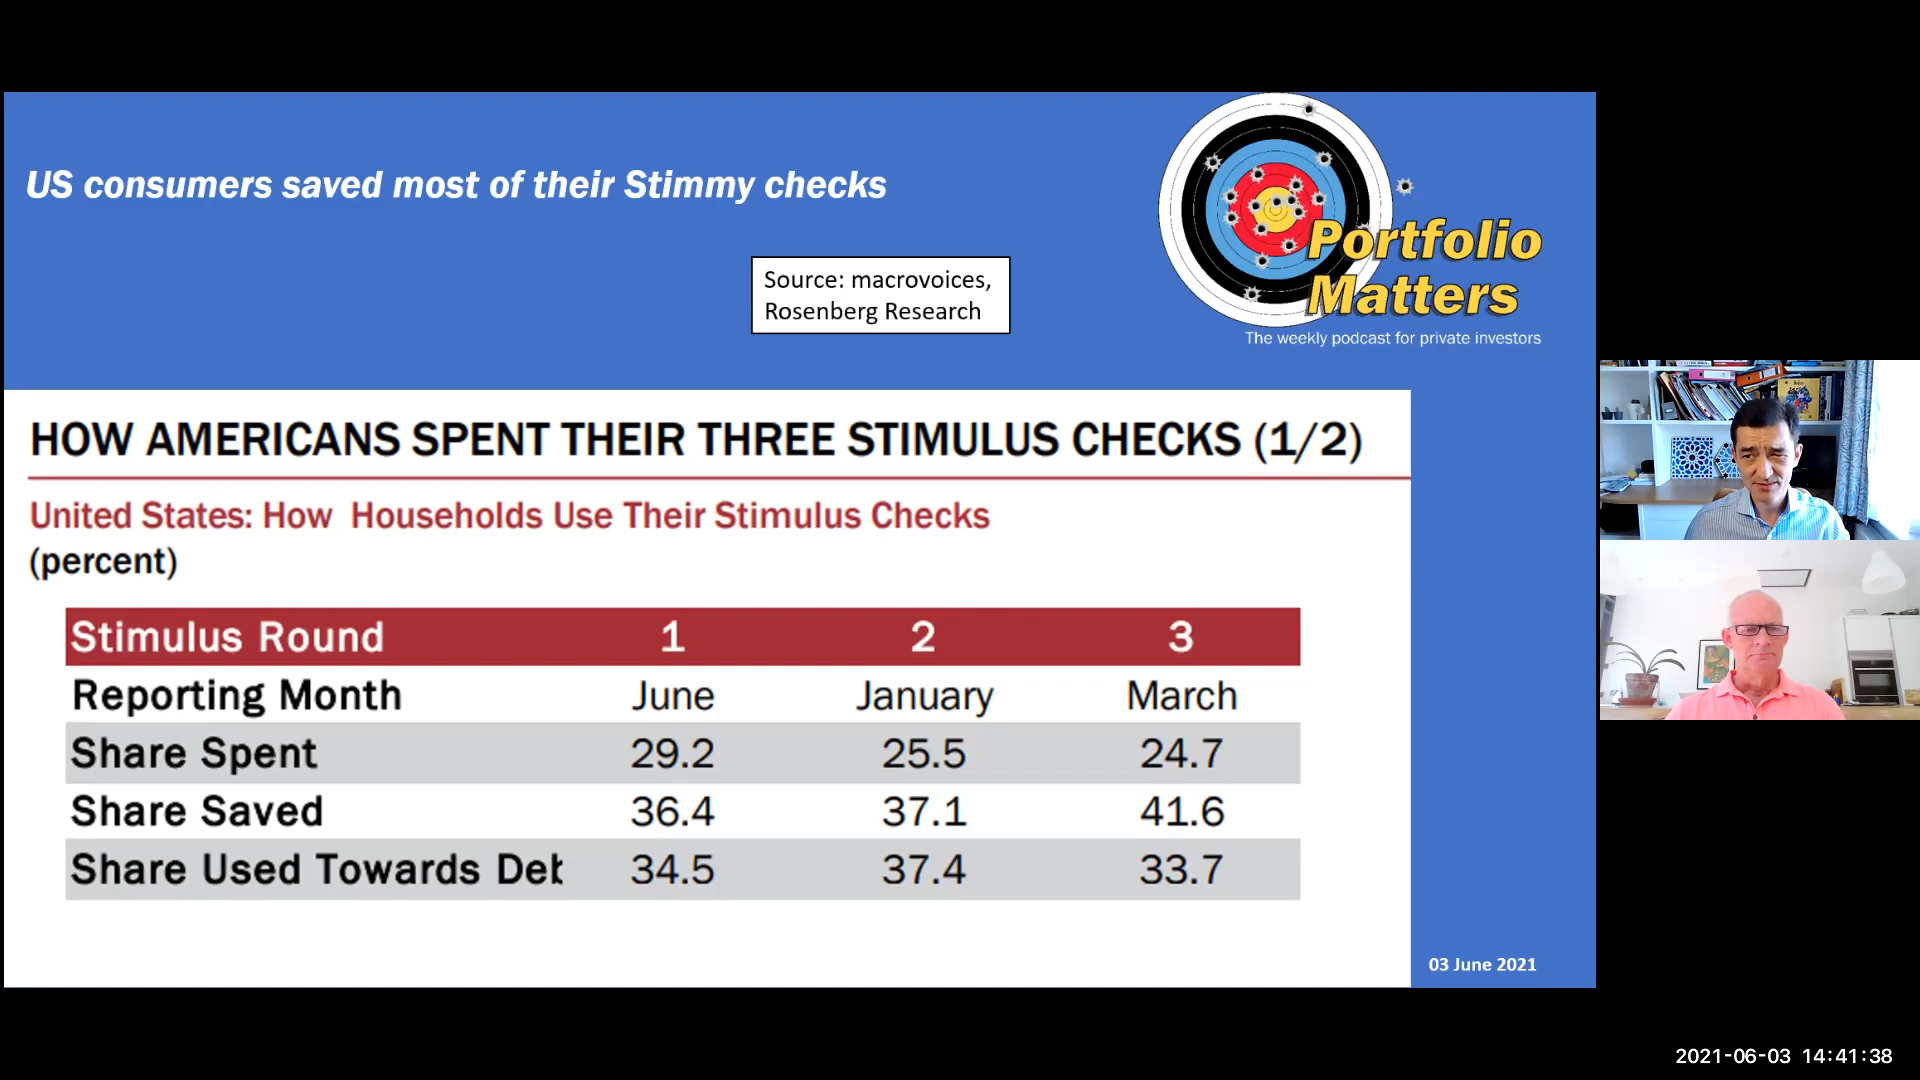 US consumers saved most of their Stimmy checks
Source: macrovoices,
Rosenberg Research
Portfolio
Matters
The weekly podcast for private investors
HOW AMERICANS SPENT THEIR THREE STIMULUS CHECKS (1/2)
United States: How Households Use Their Stimulus Checks
(percent)
Stimulus Round 1 2 3
Reporting Month June January March
Share Spent 29.2 25.5 24.7
Share Saved 36.4 37.1 41.6
Share Used Towards 34.5 37.4 33.7
03 June 2021
2021-06-03 14:41:38